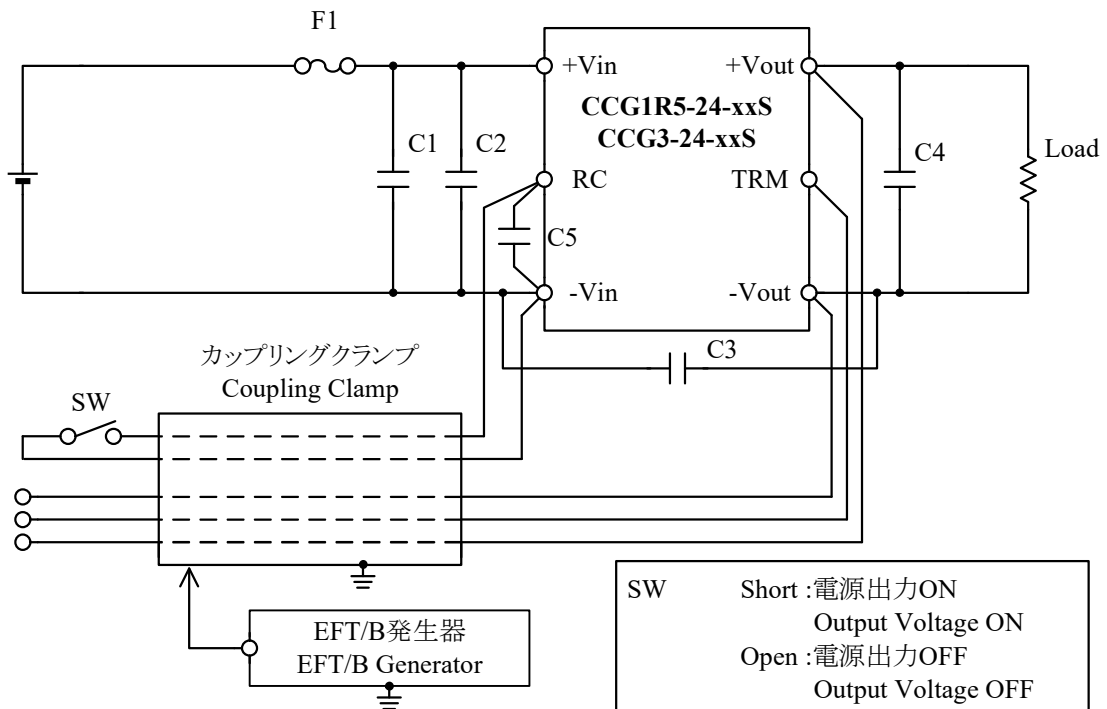 F1
+Vin
+Vout
CCG1R5-24-xxS
CCG3-24-xxS
C1
C2
C4
Load
RC
TRM
C5
-Vin
-Vout
C3
カップリングクランプ
Coupling Clamp
SW
SW Short :電源出力ON
Output Voltage ON
Open :電源出力OFF
Output Voltage OFF
EFT/B発生器
EFT/B Generator